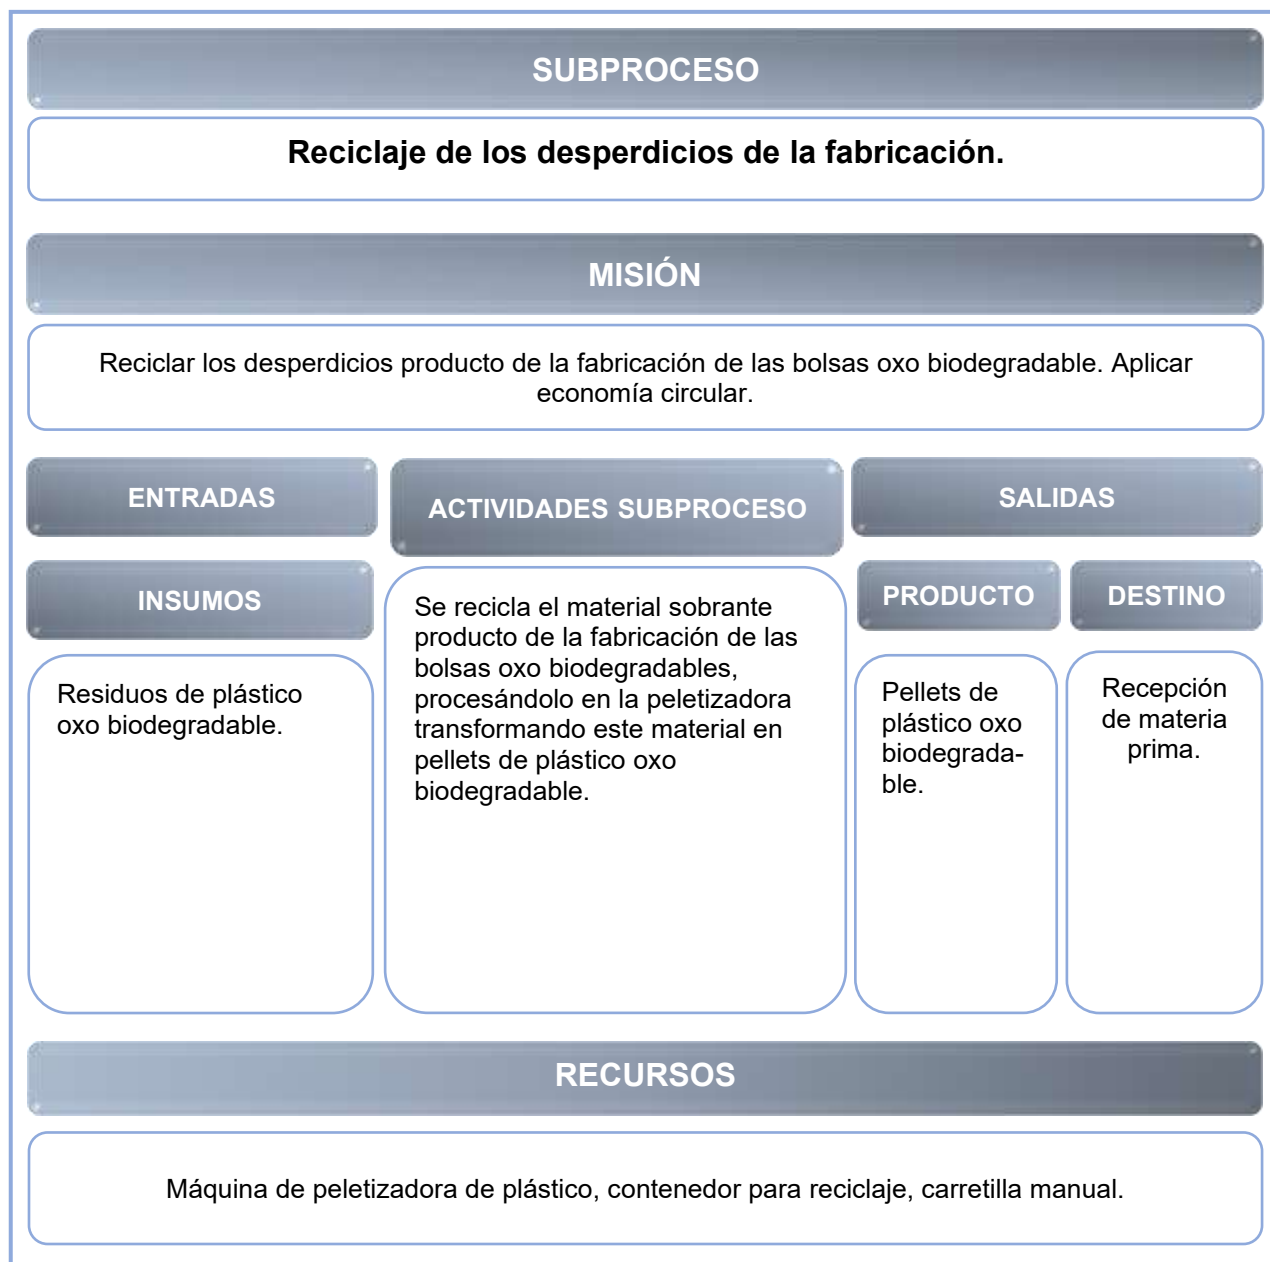 SUBPROCESO
Reciclaje de los desperdicios de la fabricación.
MISIÓN
Reciclar los desperdicios producto de la fabricación de las bolsas oxo biodegradable. Aplicar
economía circular.
ENTRADAS
ACTIVIDADES SUBPROCESO
SALIDAS
INSUMOS
PRODUCTO
DESTINO
Residuos de plástico
oxo biodegradable.
Se recicla el material sobrante
producto de la fabricación de las
bolsas oxo biodegradables,
procesándolo en la peletizadora
transformando este material en
pellets de plástico oxo
biodegradable.
Pellets de
plástico oxo
biodegrada-
ble.
Recepción
de materia
prima.
RECURSOS
Máquina de peletizadora de plástico, contenedor para reciclaje, carretilla manual.